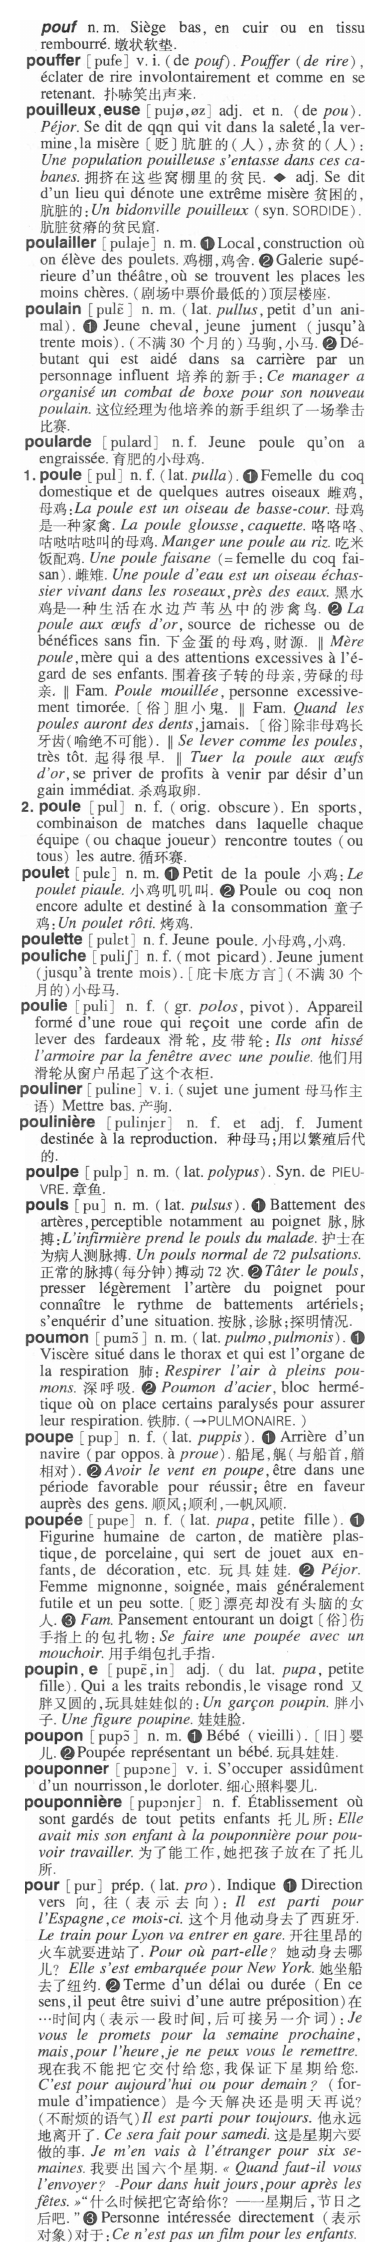 pouf n. m. Siège bas, en cuir ou en tissu
rembourré. 墩状软垫.
pouffer [pufe] v. i. (de pouf). Pouffer (de rire),
éclater de rire involontairement et comme en se
retenant. 扑哧笑出声来.
pouilleux,euse [pujø,øz] adj. et n. (de pou).
Péjor. Se dit de qqn qui vit dans la saleté,la ver-
mine,la misère [贬]肮脏的(人),赤贫的(人):
Une population pouilleuse s'entasse dans ces ca-
banes. 拥挤在这些窝棚里的贫民. ◆ adj. Se dit
d'un lieu qui dénote une extrême misère 贫困的,
肮脏的:Un bidonville pouilleux (syn. SORDIDE).
肮脏贫瘠的贫民窟.
poulailler [pulaje] n. m. ❶Local,construction où
on élève des poulets. 鸡棚,鸡舍. ❷Galerie supé-
rieure d'un théâtre,où se trouvent les places les
moins chères. (剧场中票价最低的)顶层楼座.
poulain [pulɛ̃] n. m. (lat. pullus,petit d'un ani-
mal). ❶ Jeune cheval, jeune jument (jusqu'à
trente mois). (不满 30 个月的) 马驹,小马. ❷Dé-
butant qui est aidé dans sa carrière par un
personnage influent 培养的新手:Ce manager a
organisé un combat de boxe pour son nouveau
poulain. 这位经理为他培养的新手组织了一场拳击
比赛.
poularde [pulard] n. f. Jeune poule qu'on a
engraissée. 育肥的小母鸡.
1. poule [pul] n. f. (lat. pulla). ❶Femelle du coq
domestique et de quelques autres oiseaux 雌鸡,
母鸡:La poule est un oiseau de basse-cour. 母鸡
是一种家禽. La poule glousse,caquette. 咯咯咯、
咕哒咕哒叫的母鸡. Manger une poule au riz. 吃米
饭配鸡. Une poule faisane (=femelle du coq fai-
san). 雌雉. Une poule d'eau est un oiseau échas-
sier vivant dans les roseaux,près des eaux. 黑水
鸡是一种生活在水边芦苇丛中的涉禽鸟. ❷ La
poule aux œufs d'or, source de richesse ou de
bénéfices sans fin. 下金蛋的母鸡,财源. ‖ Mère
poule,mère qui a des attentions excessives à l'é-
gard de ses enfants. 围着孩子转的母亲,劳碌的母
亲. ‖ Fam. Poule mouillée, personne excessive-
ment timorée. [俗]胆小鬼. ‖ Fam. Quand les
poules auront des dents,jamais. [俗]除非母鸡长
牙齿(喻绝不可能). ‖ Se lever comme les poules,
très tôt. 起得很早. ‖ Tuer la poule aux œufs
d'or,se priver de profits à venir par désir d'un
gain immédiat. 杀鸡取卵.
2. poule [pul] n. f. (orig. obscure). En sports,
combinaison de matches dans laquelle chaque
équipe (ou chaque joueur) rencontre toutes (ou
tous) les autre. 循环赛.
poulet [pulɛ] n. m. ❶Petit de la poule 小鸡:Le
poulet piaule. 小鸡叽叽叫. ❷ Poule ou coq non
encore adulte et destiné à la consommation 童子
鸡:Un poulet rôti. 烤鸡.
poulette [pulɛt] n. f. Jeune poule. 小母鸡,小鸡.
pouliche [puliʃ] n. f. (mot picard). Jeune jument
(jusqu'à trente mois). [庇卡底方言](不满 30 个
月的)小母马.
poulie [puli] n. f. (gr. polos, pivot). Appareil
formé d'une roue qui reçoit une corde afin de
lever des fardeaux 滑轮, 皮带轮: Ils ont hissé
l'armoire par la fenêtre avec une poulie. 他们用
滑轮从窗户吊起了这个衣柜.
pouliner [puline] v. i. (sujet une jument 母马作主
语) Mettre bas. 产驹.
poulinière [pulinjɛr] n. f. et adj. f. Jument
destinée à la reproduction. 种母马;用以繁殖后代
的.
poulpe [pulp] n. m. (lat. polypus). Syn. de PIEU-
VRE. 章鱼.
pouls [pu] n. m. (lat. pulsus). ❶ Battement des
artères,perceptible notamment au poignet 脉,脉
搏:L'infirmière prend le pouls du malade. 护士在
为病人测脉搏. Un pouls normal de 72 pulsations.
正常的脉搏(每分钟)搏动 72 次. ❷Tâter le pouls,
presser légèrement l'artère du poignet pour
connaître le rythme de battements artériels;
s'enquérir d'une situation. 按脉,诊脉;探明情况.
poumon [pumɔ̃] n. m. (lat. pulmo,pulmonis). ❶
Viscère situé dans le thorax et qui est l'organe de
la respiration 肺: Respirer l'air à pleins pou-
mons. 深呼吸. ❷ Poumon d'acier, bloc hermé-
tique où on place certains paralysés pour assurer
leur respiration. 铁肺. (→PULMONAIRE.)
poupe [pup] n. f. (lat. puppis). ❶ Arrière d'un
navire (par oppos. à proue). 船尾,艉(与船首,艏
相对). ❷Avoir le vent en poupe,être dans une
période favorable pour réussir; être en faveur
auprès des gens. 顺风;顺利,一帆风顺.
poupée [pupe] n. f. (lat. pupa, petite fille). ❶
Figurine humaine de carton, de matière plas-
tique,de porcelaine, qui sert de jouet aux en-
fants, de décoration, etc. 玩具娃娃. ❷ Péjor.
Femme mignonne, soignée, mais généralement
futile et un peu sotte. [贬]漂亮却没有头脑的女
人. ❸ Fam. Pansement entourant un doigt [俗]伤
手指上的包扎物:Se faire une poupée avec un
mouchoir. 用手绢包扎手指.
poupin, e [pupɛ̃,in] adj. (du lat. pupa, petite
fille). Qui a les traits rebondis,le visage rond 又
胖又圆的,玩具娃娃似的:Un garçon poupin. 胖小
子. Une figure poupine. 娃娃脸.
poupon [pupɔ̃] n. m. ❶ Bébé (vieilli). [旧]婴
儿. ❷Poupée représentant un bébé. 玩具娃娃.
pouponner [pupɔne] v. i. S'occuper assidûment
d'un nourrisson,le dorloter. 细心照料婴儿.
pouponnière [pupɔnjɛr] n. f. Établissement où
sont gardés de tout petits enfants 托儿所: Elle
avait mis son enfant à la pouponnière pour pou-
voir travailler. 为了能工作,她把孩子放在了托儿
所.
pour [pur] prép. (lat. pro). Indique ❶ Direction
vers 向, 往(表示去向): Il est parti pour
l'Espagne,ce mois-ci. 这个月他动身去了西班牙.
Le train pour Lyon va entrer en gare. 开往里昂的
火车就要进站了. Pour où part-elle? 她动身去哪
儿? Elle s'est embarquée pour New York. 她坐船
去了纽约. ❷Terme d'un délai ou durée (En ce
sens,il peut être suivi d'une autre préposition)在
…时间内(表示一段时间,后可接另一介词):Je
vous le promets pour la semaine prochaine,
mais,pour l'heure,je ne peux vous le remettre.
现在我不能把它交付给您,我保证下星期给您.
C'est pour aujourd'hui ou pour demain? (for-
mule d'impatience) 是今天解决还是明天再说?
(不耐烦的语气)Il est parti pour toujours. 他永远
地离开了. Ce sera fait pour samedi. 这是星期六要
做的事. Je m'en vais à l'étranger pour six se-
maines. 我要出国六个星期. « Quand faut-il vous
l'envoyer? -Pour dans huit jours,pour après les
fêtes. »“什么时候把它寄给你? ——星期后,节日之
后吧.”❸Personne intéressée directement (表示
对象)对于:Ce n'est pas un film pour les enfants.